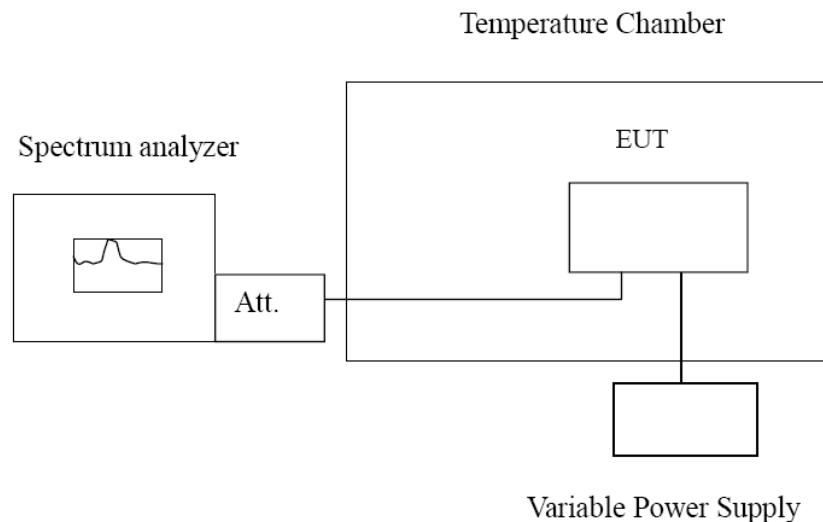 Temperature Chamber
Spectrum analyzer
EUT
Att.
Variable Power Supply